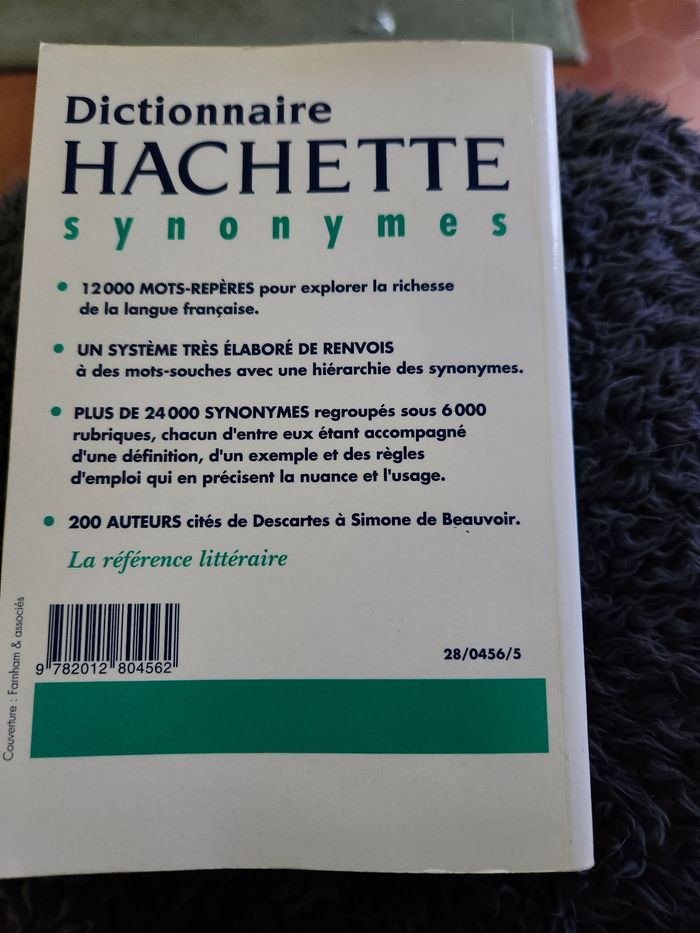 Dictionnaire
HACHETTE
synonymes
• 12 000 MOTS-REPÈRES pour explorer la richesse
de la langue française.
• UN SYSTÈME TRÈS ÉLABORÉ DE RENVOIS
à des mots-souches avec une hiérarchie des synonymes.
• PLUS DE 24 000 SYNONYMES regroupés sous 6 000
rubriques, chacun d'entre eux étant accompagné
d'une définition, d'un exemple et des règles
d'emploi qui en précisent la nuance et l'usage.
• 200 AUTEURS cités de Descartes à Simone de Beauvoir.
La référence littéraire
Couverture : Farnham & associés
9 782012 804562
28/0456/5